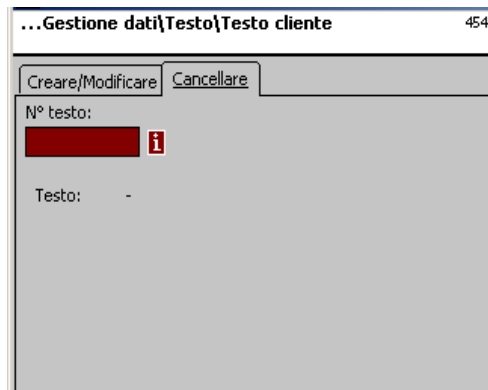 ...Gestione dati\Testo\Testo cliente 454
Creare/Modificare Cancellare
N° testo:
i
Testo: -